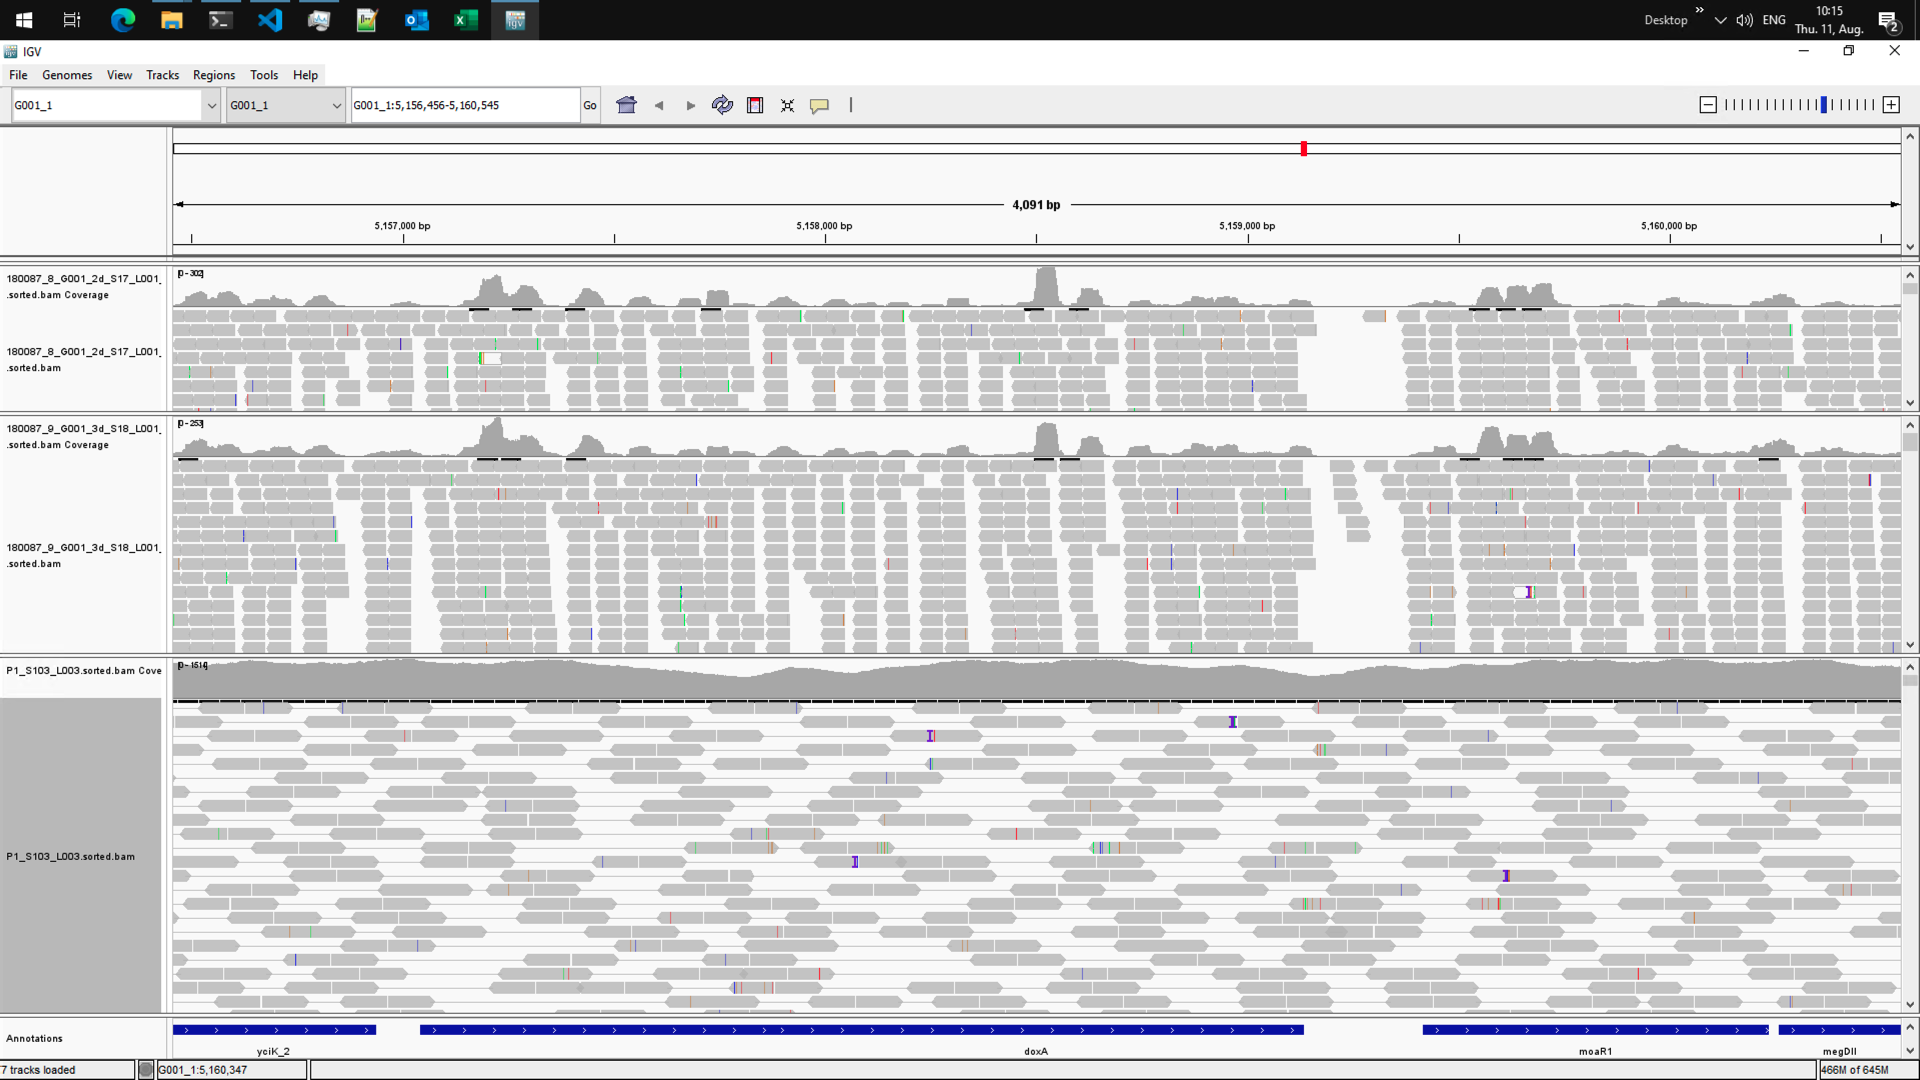 Desktop
ENG
10:15
Thu. 11, Aug.
2
IGV
File Genomes View Tracks Regions Tools Help
G001_1
G001_1
G001_1:5,156,456-5,160,545
Go
4,091 bp
5,157,000 bp
5,158,000 bp
5,159,000 bp
5,160,000 bp
180087_8_G001_2d_S17_L001_
.sorted.bam Coverage
[0 - 302]
180087_8_G001_2d_S17_L001_
.sorted.bam
180087_9_G001_3d_S18_L001_
.sorted.bam Coverage
[0 - 253]
180087_9_G001_3d_S18_L001_
.sorted.bam
P1_S103_L003.sorted.bam Cove
[0 - 1514]
P1_S103_L003.sorted.bam
Annotations
yciK_2
doxA
moaR1
megDII
7 tracks loaded
G001_1:5,160,347
466M of 645M